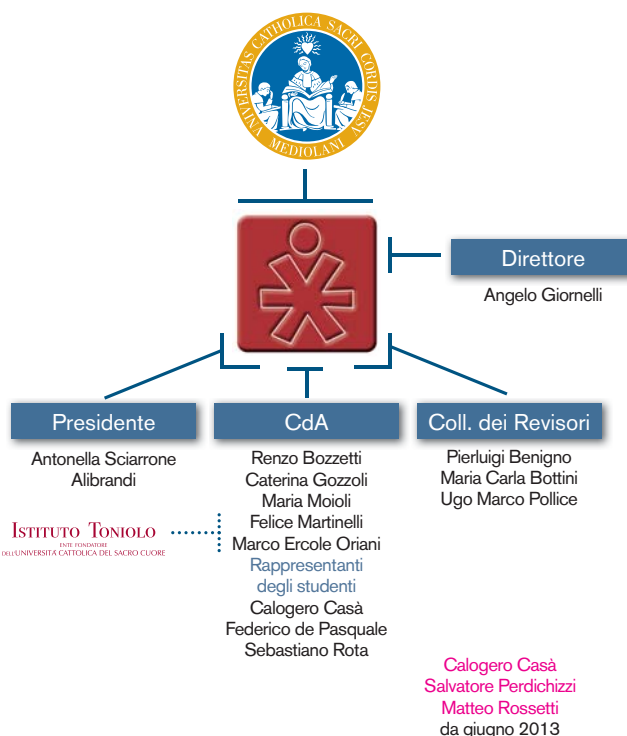 UNIVERSITAS CATHOLICA SACRI CORDIS JESV
MEDIOLANI
Direttore
Angelo Giornelli
Presidente
Antonella Sciarrone
Alibrandi
CdA
Renzo Bozzetti
Caterina Gozzoli
Maria Moioli
Felice Martinelli
Marco Ercole Oriani
Rappresentanti
degli studenti
Calogero Casà
Federico de Pasquale
Sebastiano Rota
Coll. dei Revisori
Pierluigi Benigno
Maria Carla Bottini
Ugo Marco Pollice
ISTITUTO TONIOLO
ENTE FONDATORE
DELL'UNIVERSITÀ CATTOLICA DEL SACRO CUORE
Calogero Casà
Salvatore Perdichizzi
Matteo Rossetti
da giugno 2013